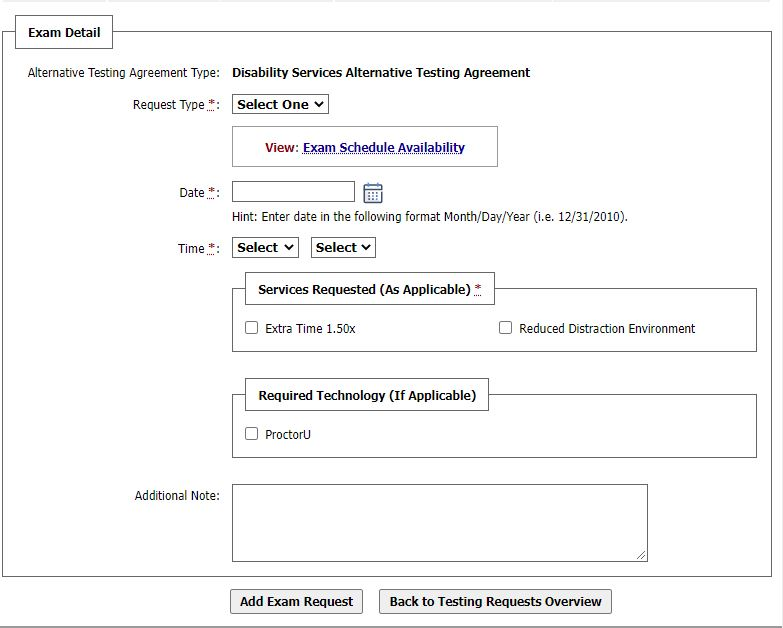 Exam Detail
Alternative Testing Agreement Type: Disability Services Alternative Testing Agreement
Request Type *: Select One
View: Exam Schedule Availability
Date *:
Hint: Enter date in the following format Month/Day/Year (i.e. 12/31/2010).
Time *: Select Select
Services Requested (As Applicable) *
Extra Time 1.50x Reduced Distraction Environment
Required Technology (If Applicable)
ProctorU
Additional Note:
Add Exam Request Back to Testing Requests Overview